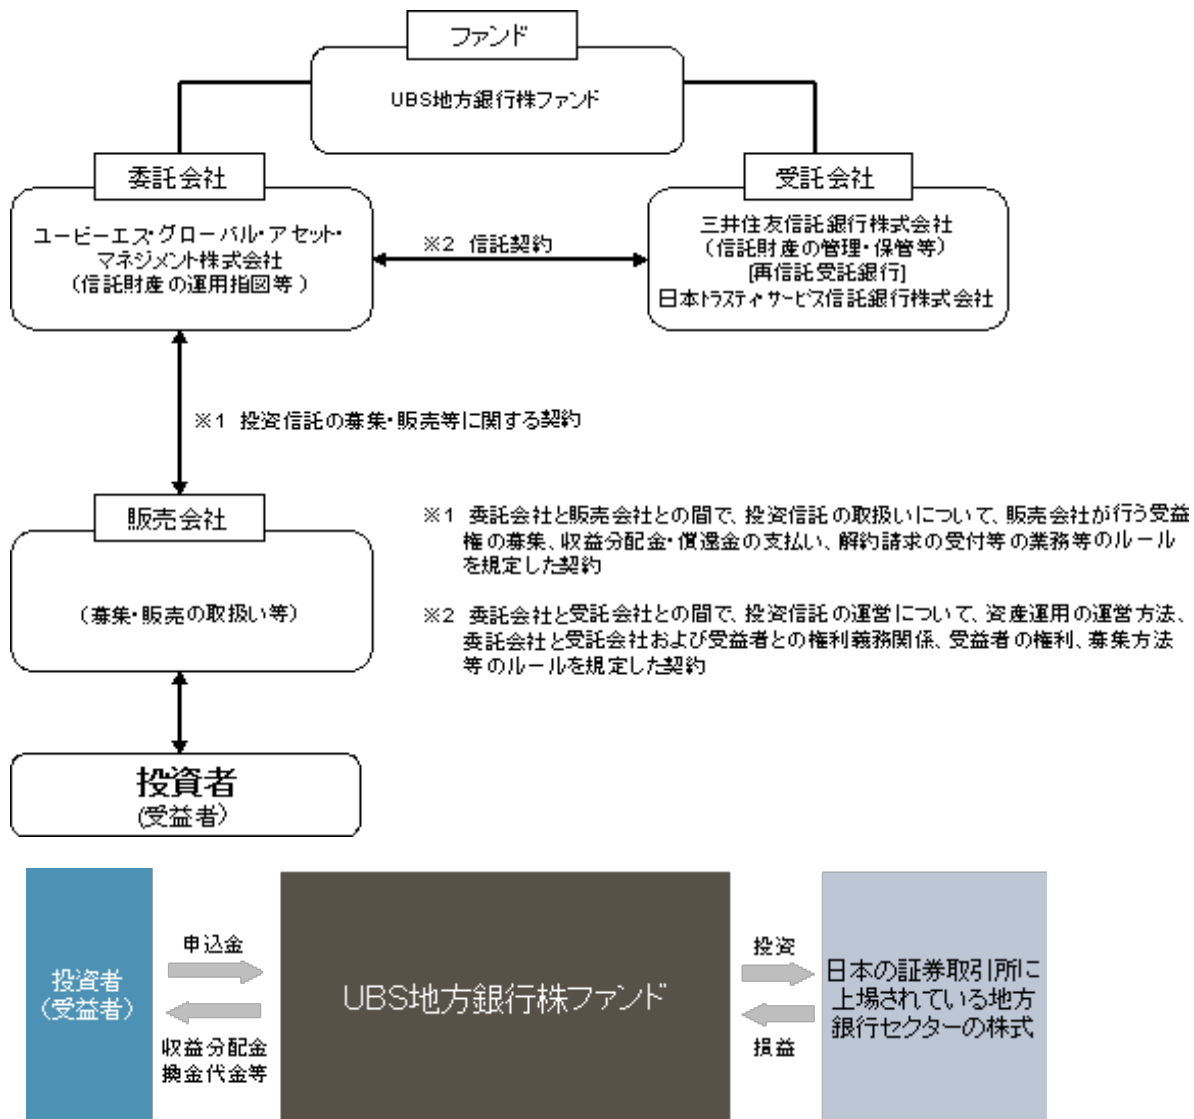 ファンド
UBS地方銀行株ファンド
委託会社
ユービーエス・グローバル・アセット・
マネジメント株式会社
(信託財産の運用指図等)
※2 信託契約
受託会社
三井住友信託銀行株式会社
(信託財産の管理・保管等)
[再信託受託銀行]
日本トラスティ・サービス信託銀行株式会社
※1 投資信託の募集・販売等に関する契約
販売会社
(募集・販売の取扱い等)
※1 委託会社と販売会社との間で、投資信託の取扱いについて、販売会社が行う受益
権の募集、収益分配金・償還金の支払い、解約請求の受付等の業務等のルール
を規定した契約
※2 委託会社と受託会社との間で、投資信託の運営について、資産運用の運営方法、
委託会社と受託会社および受益者との権利義務関係、受益者の権利、募集方法
等のルールを規定した契約
投資者
(受益者)
投資者
(受益者)
申込金
収益分配金
換金代金等
UBS地方銀行株ファンド
投資
損益
日本の証券取引所に
上場されている地方
銀行セクターの株式